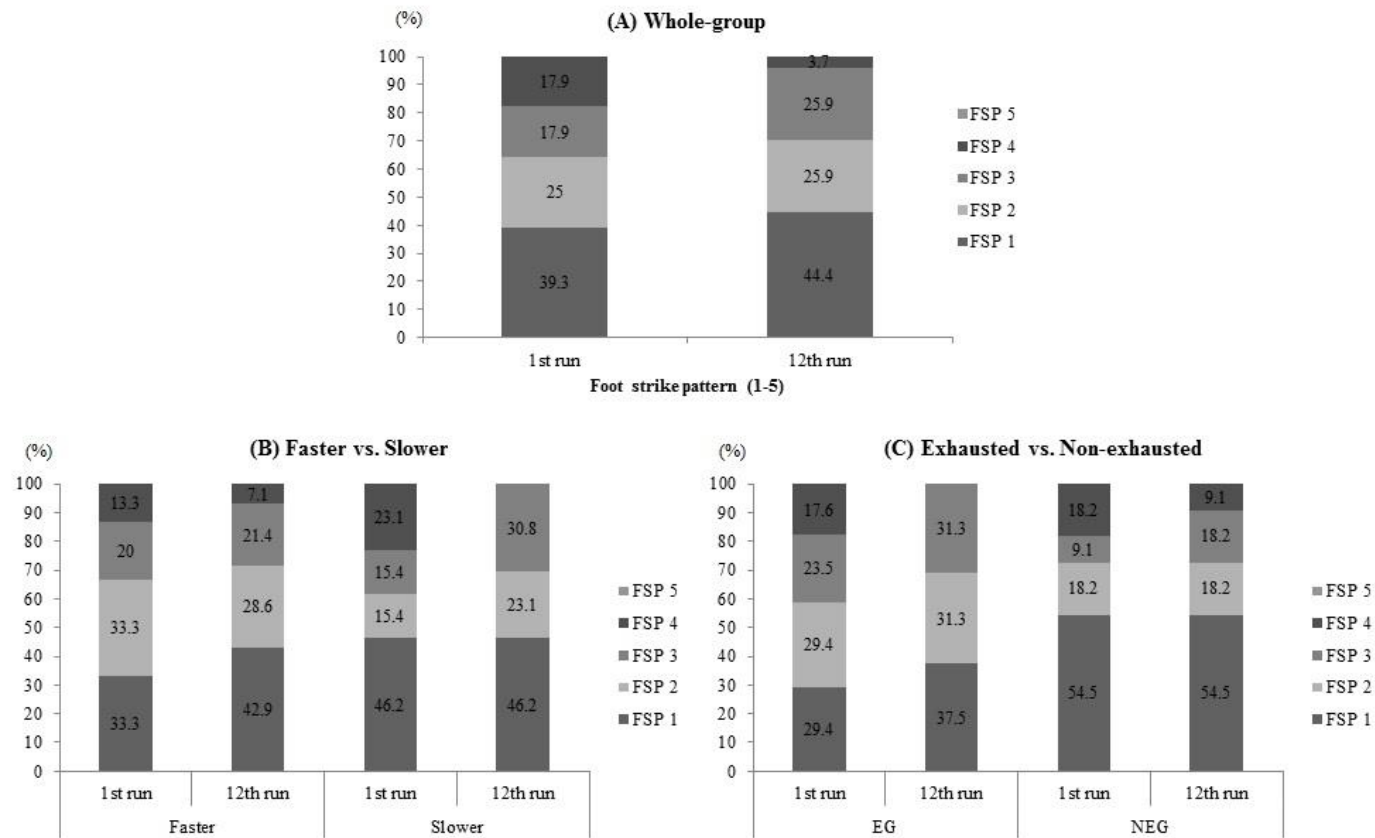 (A) Whole-group
(%)
100
90
80
70
60
50
40
30
20
10
0
17.9
17.9
25
39.3
3.7
25.9
25.9
44.4
1st run
12th run
Foot strike pattern (1-5)
FSP 5
FSP 4
FSP 3
FSP 2
FSP 1
(B) Faster vs. Slower
(%)
100
90
80
70
60
50
40
30
20
10
0
13.3
20
33.3
33.3
7.1
21.4
28.6
42.9
23.1
15.4
15.4
46.2
30.8
23.1
46.2
1st run
12th run
1st run
12th run
Faster
Slower
FSP 5
FSP 4
FSP 3
FSP 2
FSP 1
(C) Exhausted vs. Non-exhausted
(%)
100
90
80
70
60
50
40
30
20
10
0
17.6
23.5
29.4
29.4
31.3
31.3
37.5
18.2
9.1
18.2
54.5
9.1
18.2
18.2
54.5
1st run
12th run
1st run
12th run
EG
NEG
FSP 5
FSP 4
FSP 3
FSP 2
FSP 1